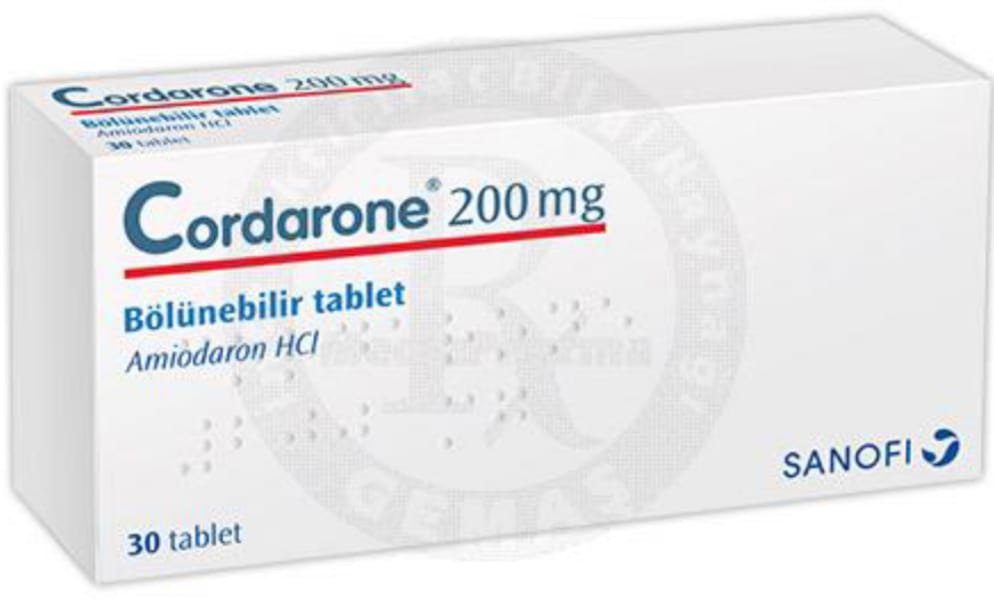 Cordarone 200 mg
Bölünebilir tablet
Amiodaron HCl
30 tablet
Cordarone® 200 mg
Bölünebilir tablet
Amiodaron HCl
30 tablet
SANOFI
GEMAŞ